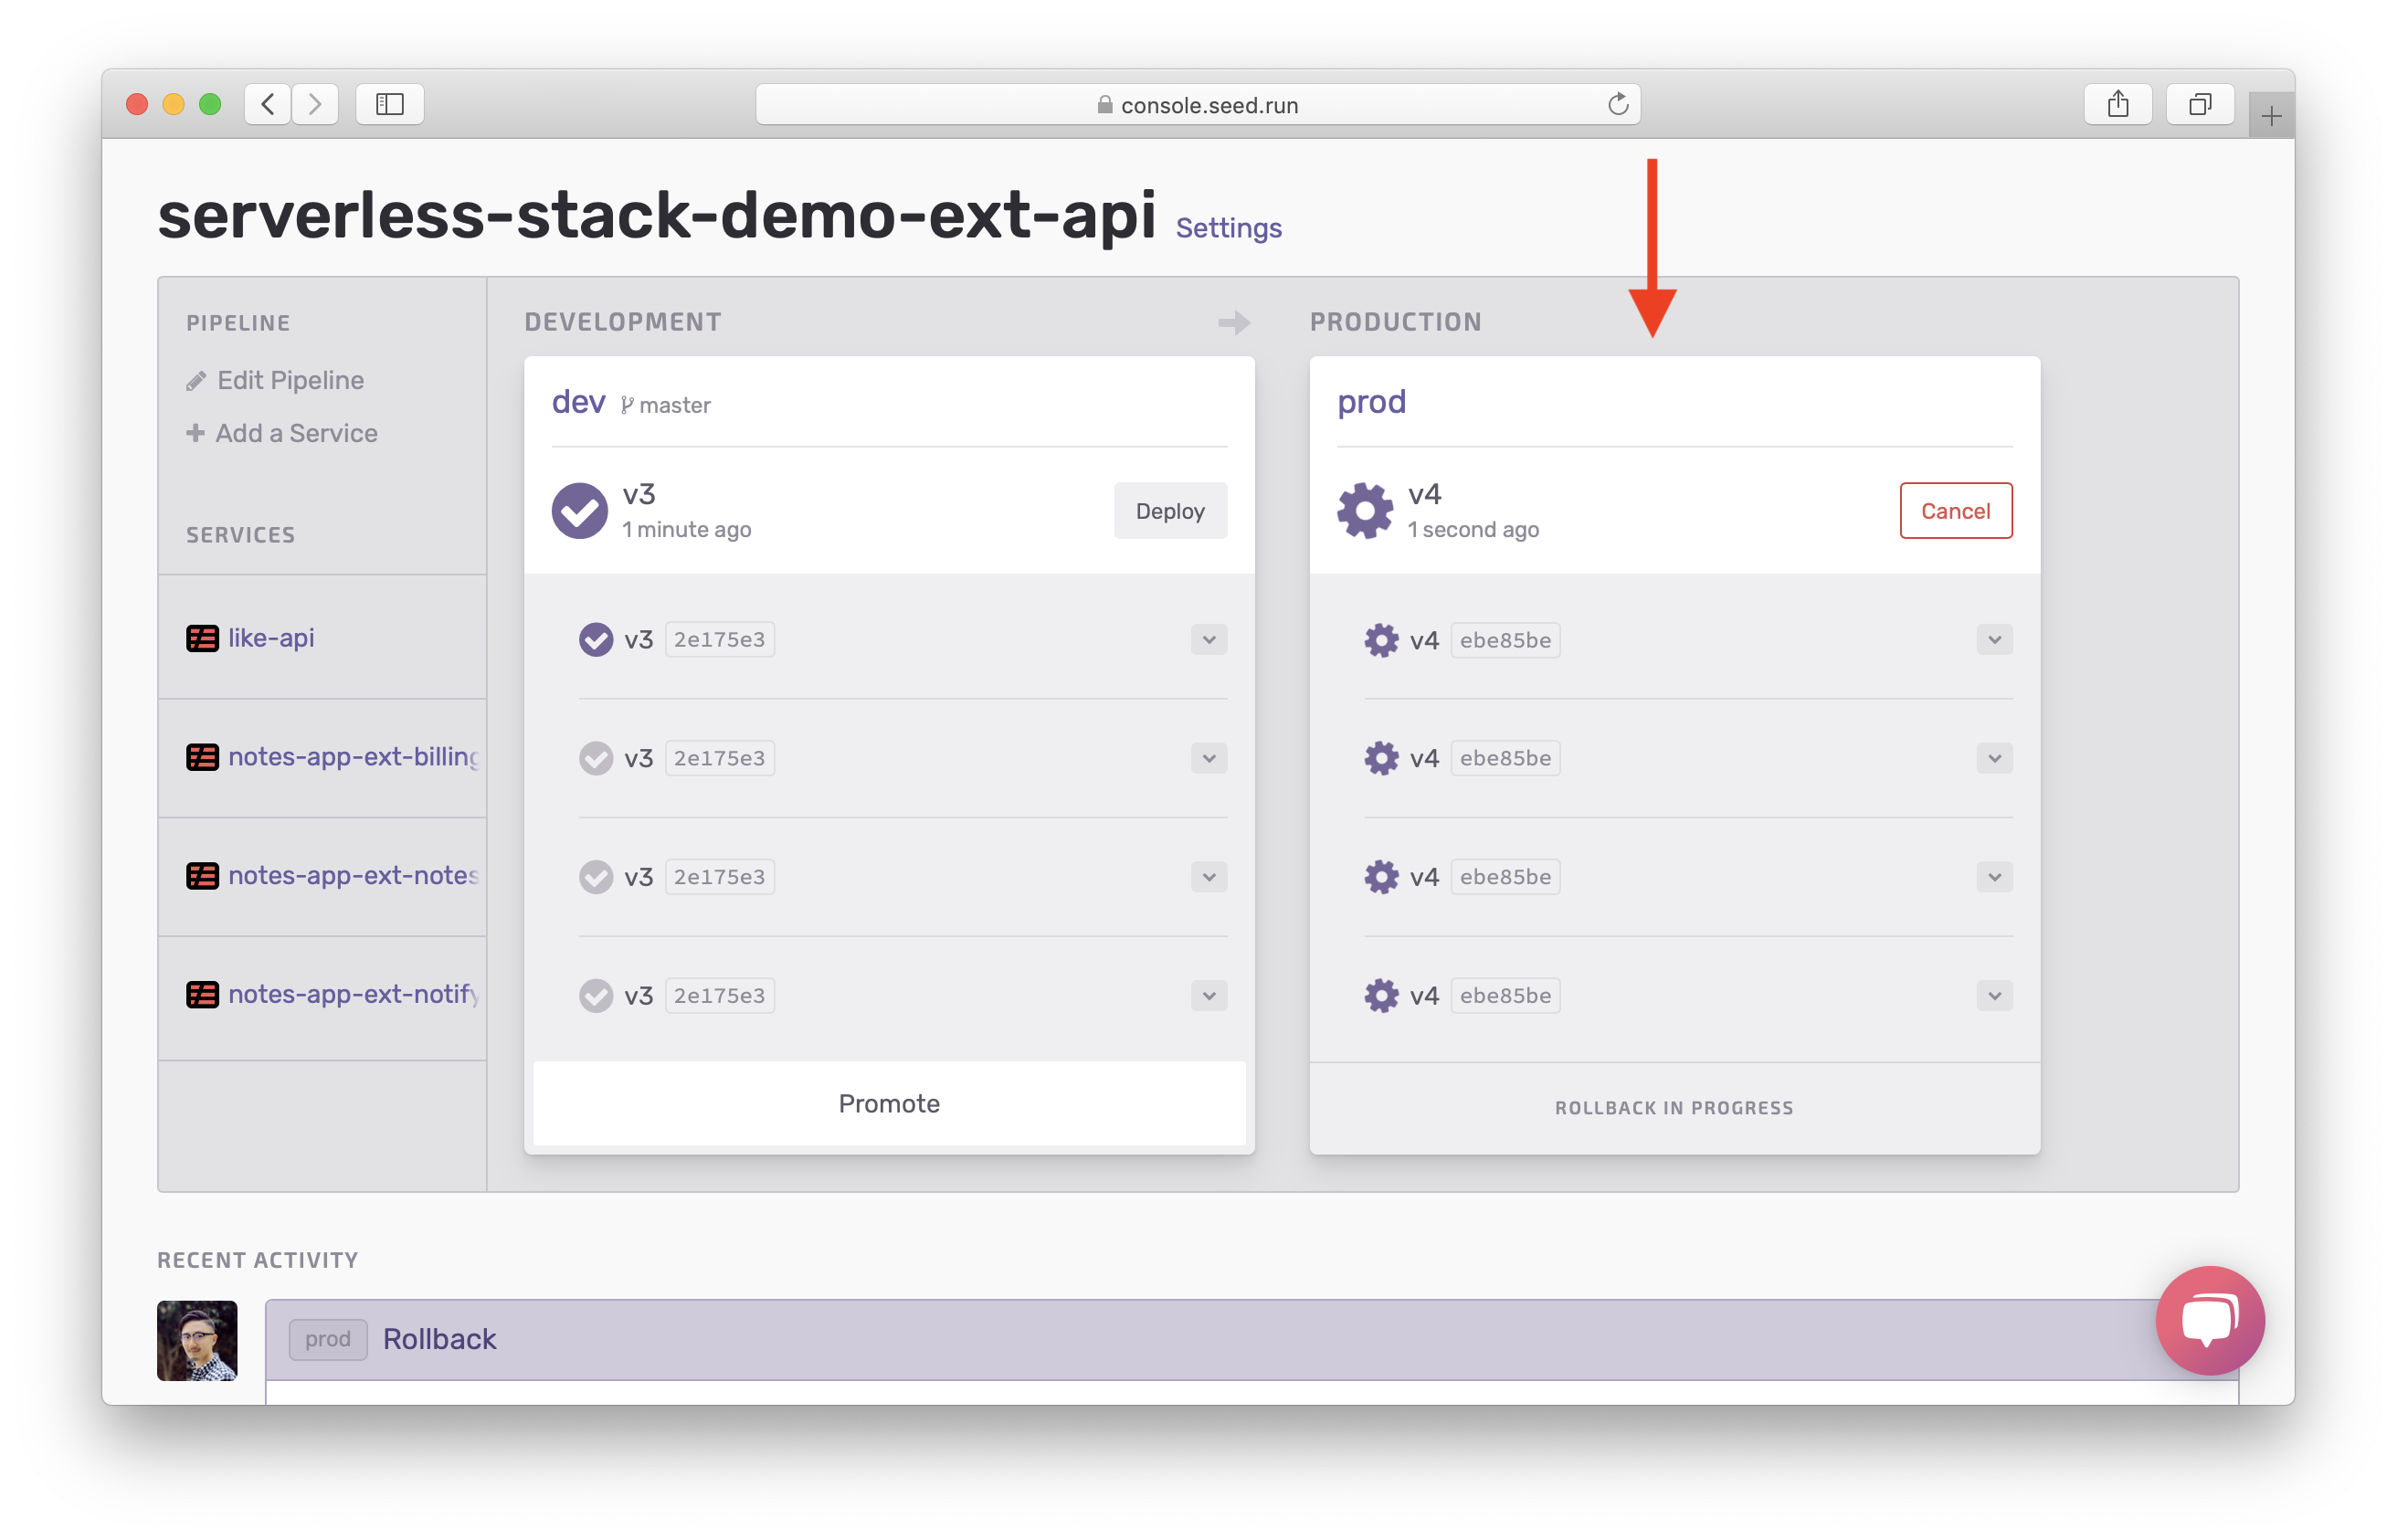 console.seed.run
serverless-stack-demo-ext-api Settings
PIPELINE
Edit Pipeline
Add a Service
SERVICES
like-api
notes-app-ext-billing
notes-app-ext-notes
notes-app-ext-notify
DEVELOPMENT
dev master
v3
1 minute ago
Deploy
v3 2e175e3
v3 2e175e3
v3 2e175e3
v3 2e175e3
Promote
PRODUCTION
prod
v4
1 second ago
Cancel
v4 ebe85be
v4 ebe85be
v4 ebe85be
v4 ebe85be
ROLLBACK IN PROGRESS
RECENT ACTIVITY
prod Rollback